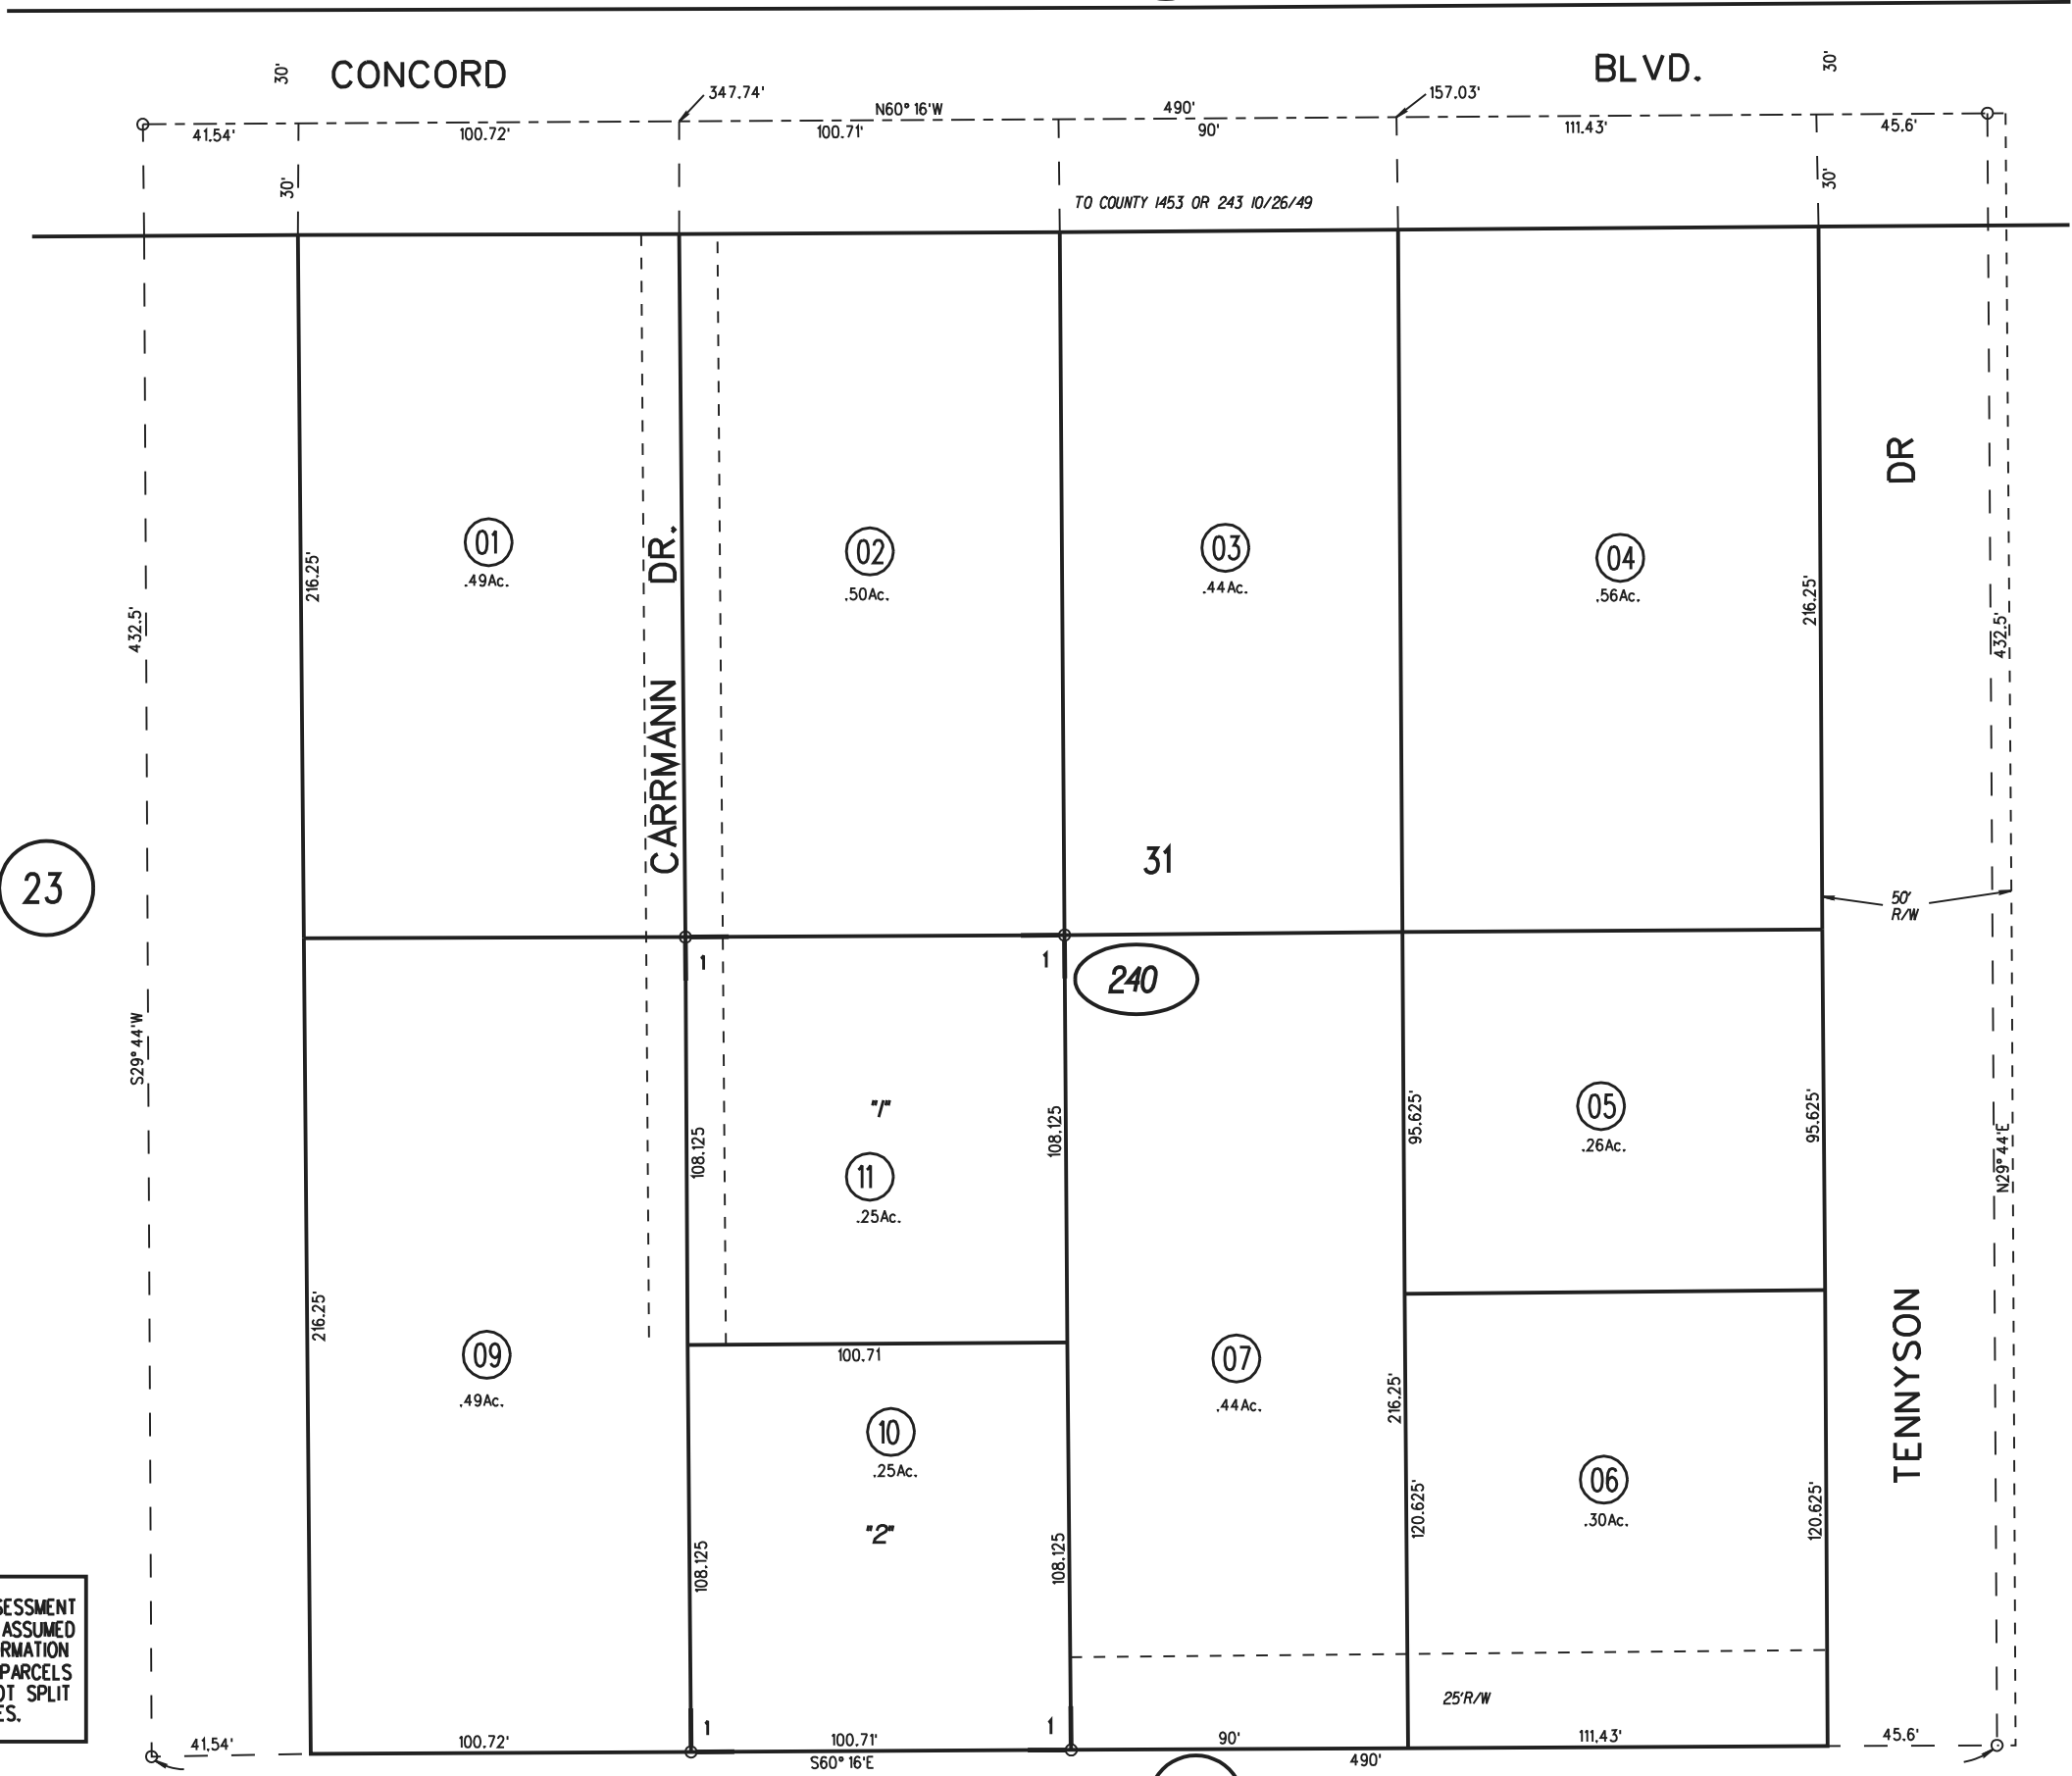 CONCORD BLVD.
30'
30'
347.74'
N60°16'W
490'
157.03'
41.54'
100.72'
100.71'
90'
111.43'
45.6'
30'
30'
TO COUNTY 1453 OR 243 10/26/49
DR
01
.49Ac.
02
.50Ac.
03
.44Ac.
04
.56Ac.
216.25'
CARRMANN DR.
216.25'
432.5'
432.5'
31
23
50'
R/W
240
1
1
S29°44'W
"1"
11
.25Ac.
108.125
108.125
95.625'
05
.26Ac.
95.625'
N29°44'E
216.25'
09
.49Ac.
100.71
07
.44Ac.
216.25'
TENNYSON
10
.25Ac.
"2"
06
.30Ac.
120.625'
120.625'
108.125
108.125
ASSUMED
PARCELS
SPLIT
25'R/W
1
1
41.54'
100.72'
100.71'
90'
111.43'
45.6'
S60°16'E
490'